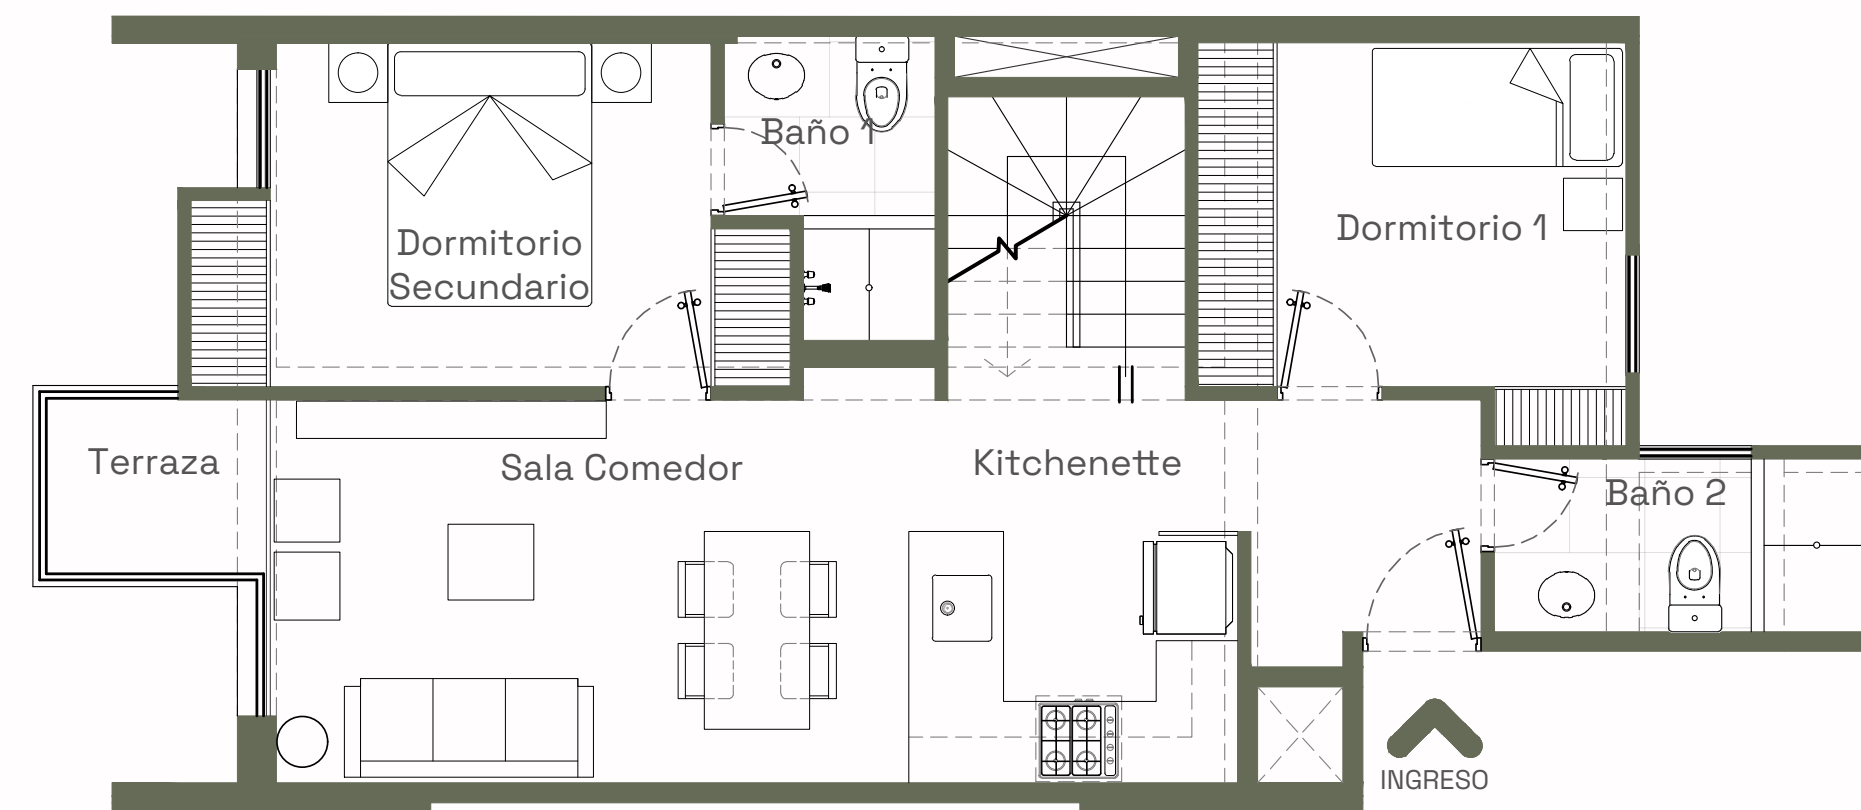 Baño 1
Dormitorio
Secundario
Dormitorio 1
Terraza
Sala Comedor
Kitchenette
Baño 2
INGRESO